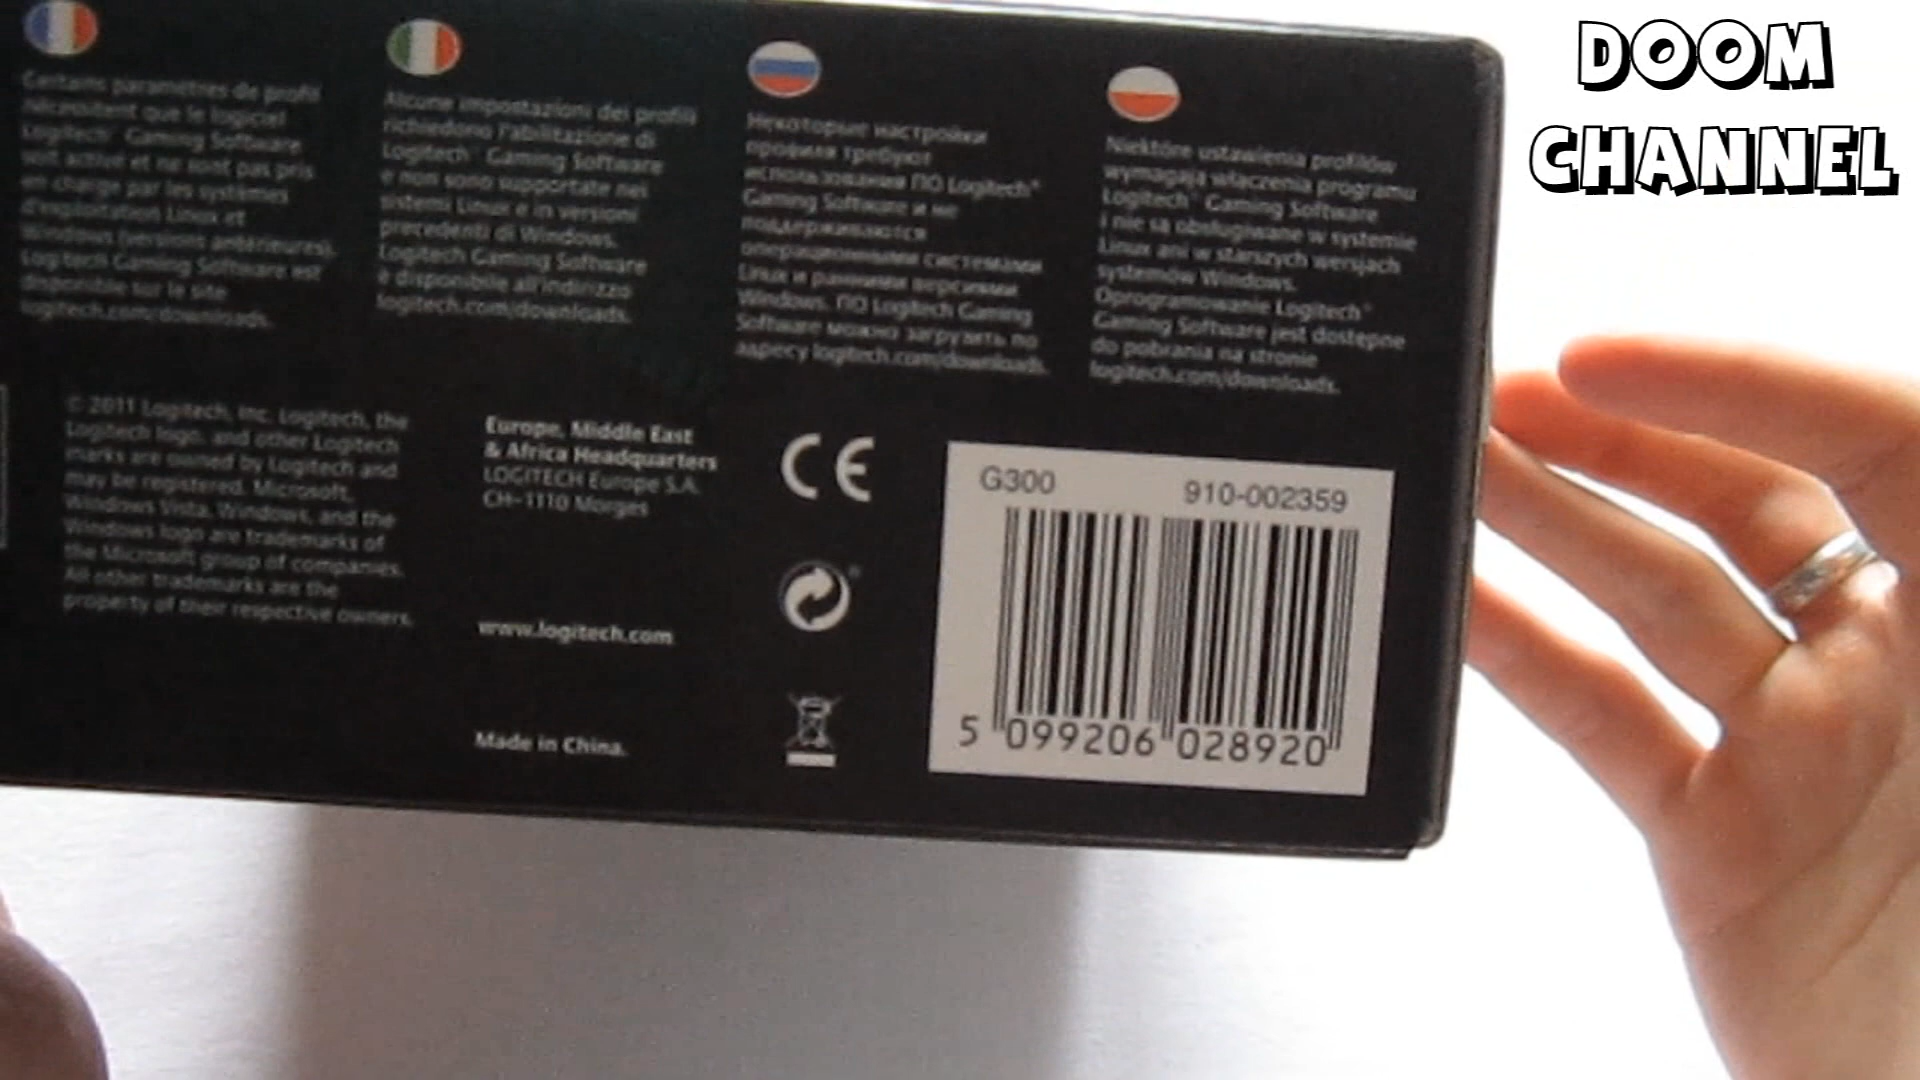 DOOM
CHANNEL
Certains paramètres de profil
nécessitent que le logiciel
Logitech® Gaming Software
soit activé et ne sont pas pris
en charge par les systèmes
d'exploitation Linux et
Windows (versions antérieures).
Logitech Gaming Software est
disponible sur le site
logitech.com/downloads.
Alcune impostazioni dei profili
richiedono l'abilitazione di
Logitech® Gaming Software
e non sono supportate nei
sistemi Linux e in versioni
precedenti di Windows.
Logitech Gaming Software
è disponibile all'indirizzo
logitech.com/downloads.
Некоторые настройки
профиля требуют
использования ПО Logitech®
Gaming Software и не
поддерживаются
операционными системами
Linux и ранними версиями
Windows. ПО Logitech Gaming
Software можно загрузить по
адресу logitech.com/downloads.
Niektóre ustawienia profilów
wymagają włączenia programu
Logitech® Gaming Software
i nie są obsługiwane w systemie
Linux ani w starszych wersjach
systemów Windows.
Oprogramowanie Logitech®
Gaming Software jest dostępne
do pobrania na stronie
logitech.com/downloads.
© 2011 Logitech, Inc. Logitech, the
Logitech logo, and other Logitech
marks are owned by Logitech and
may be registered. Microsoft,
Windows Vista, Windows, and the
Windows logo are trademarks of
the Microsoft group of companies.
All other trademarks are the
property of their respective owners.
Europe, Middle East
& Africa Headquarters
LOGITECH Europe S.A.
CH-1110 Morges
www.logitech.com
Made in China.
CE
G300 910-002359
5 099206 028920